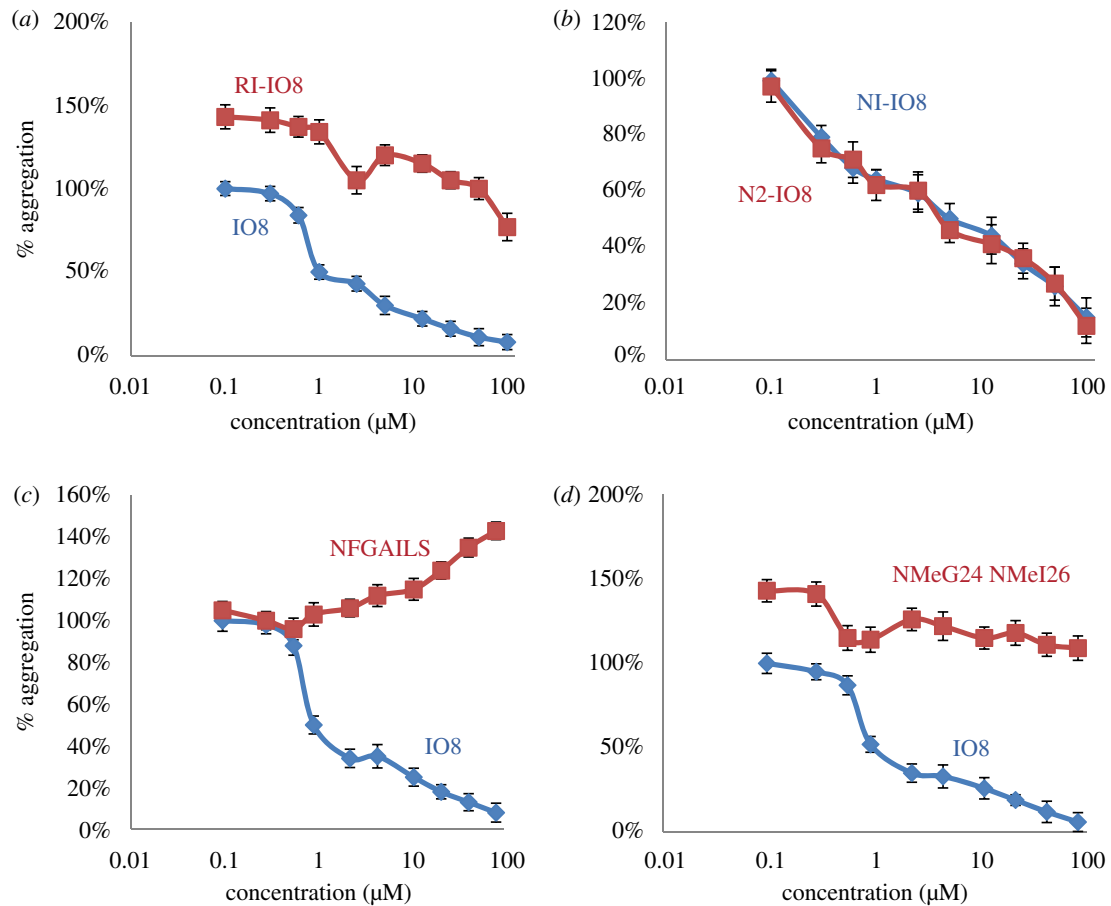 (a)
200%
150%
100%
50%
0%
% aggregation
RI-IO8
IO8
0.01 0.1 1 10 100
concentration (µM)
(b)
120%
100%
80%
60%
40%
20%
0%
NI-IO8
N2-IO8
0.01 0.1 1 10 100
concentration (µM)
(c)
160%
140%
120%
100%
80%
60%
40%
20%
0%
% aggregation
NFGAILS
IO8
0.01 0.1 1 10 100
concentration (µM)
(d)
200%
150%
100%
50%
0%
NMeG24 NMeI26
IO8
0.01 0.1 1 10 100
concentration (µM)